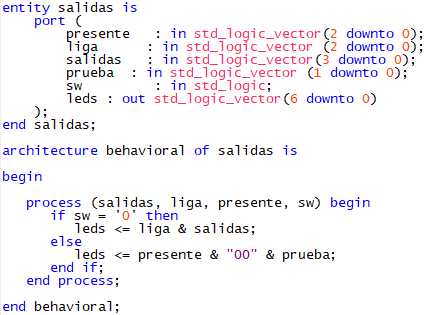 entity salidas is
port (
presente : in std_logic_vector(2 downto 0);
liga : in std_logic_vector (2 downto 0);
salidas : in std_logic_vector(3 downto 0);
prueba : in std_logic_vector (1 downto 0);
sw : in std_logic;
leds : out std_logic_vector(6 downto 0)
);
end salidas;
architecture behavioral of salidas is
begin
process (salidas, liga, presente, sw) begin
if sw = '0' then
leds <= liga & salidas;
else
leds <= presente & "00" & prueba;
end if;
end process;
end behavioral;